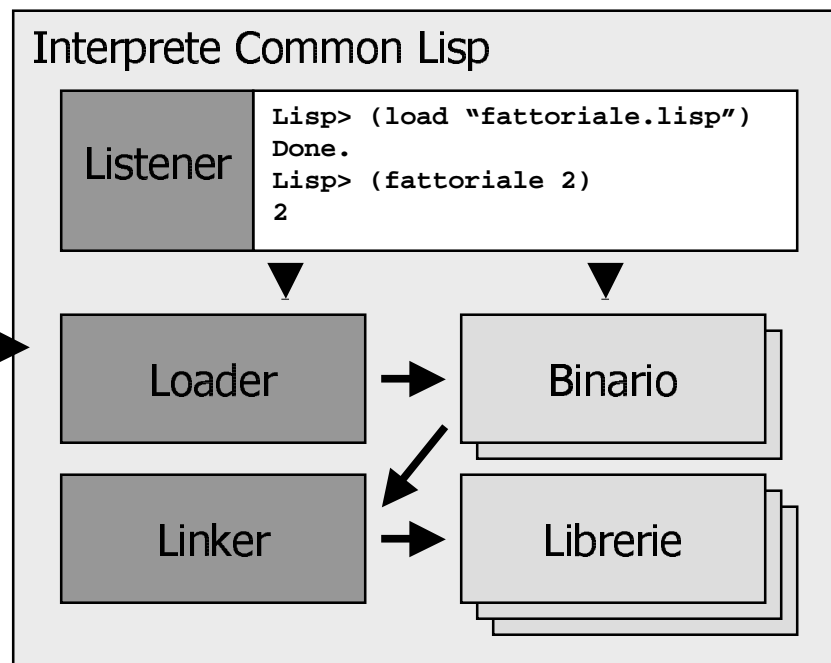 Interprete Common Lisp
Listener
Lisp> (load “fattoriale.lisp”)
Done.
Lisp> (fattoriale 2)
2
Loader
Binario
Linker
Librerie